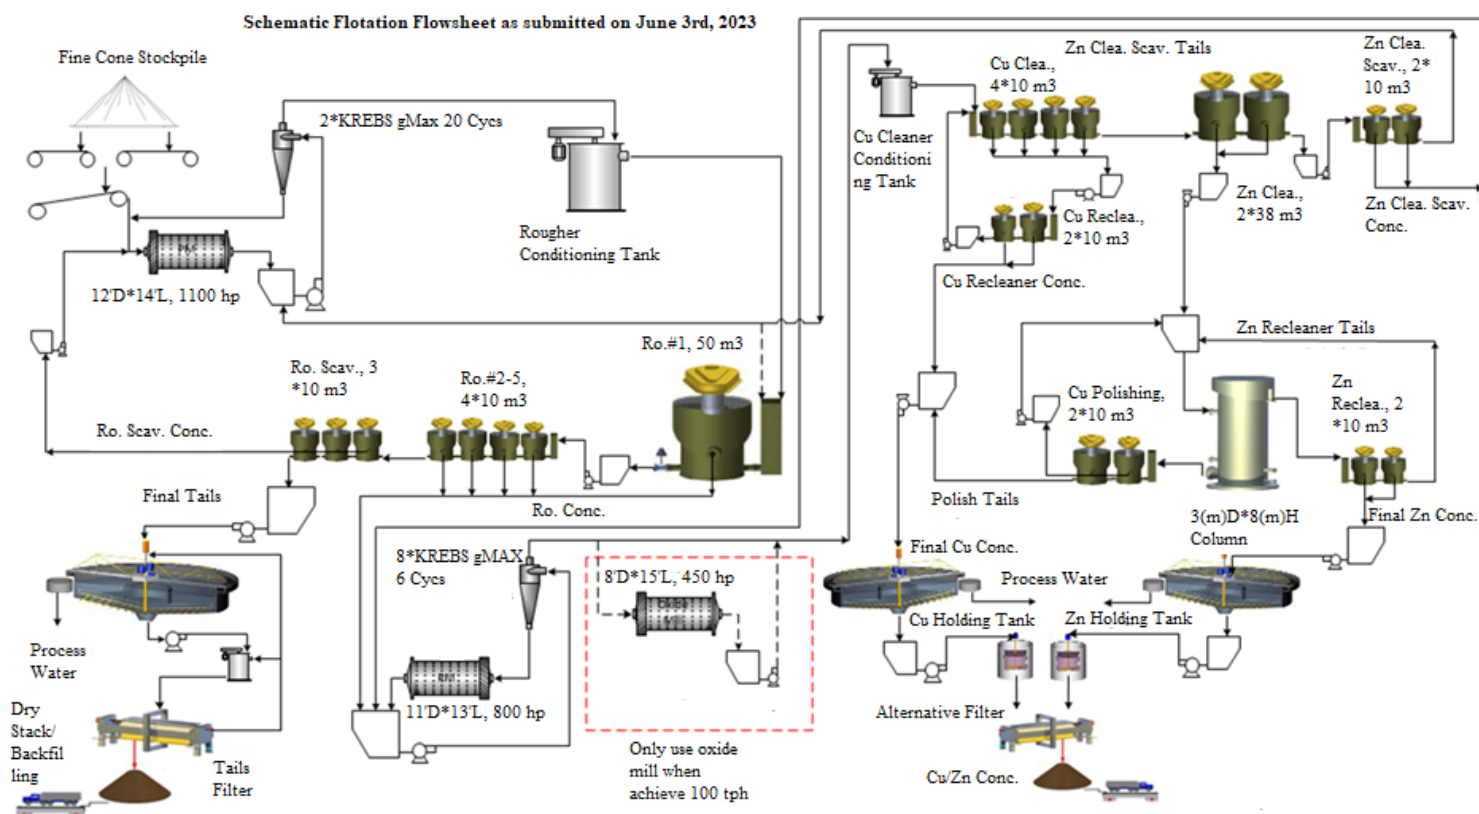 Schematic Flotation Flowsheet as submitted on June 3rd, 2023
Fine Cone Stockpile
2*KREBS gMax 20 Cycs
12'D*14'L, 1100 hp
Rougher
Conditioning Tank
Ro.#1, 50 m3
Ro. Scav., 3
*10 m3
Ro.#2-5,
4*10 m3
Ro. Scav. Conc.
Final Tails
Ro. Conc.
Process
Water
Dry
Stack/
Backfil
ling
Tails
Filter
8*KREBS gMAX
6 Cycs
11'D*13'L, 800 hp
8'D*15'L, 450 hp
Only use oxide
mill when
achieve 100 tph
Cu Cleaner
Conditioni
ng Tank
Cu Clea.,
4*10 m3
Zn Clea. Scav. Tails
Zn Clea.
Scav., 2*
10 m3
Cu Reclea.,
2*10 m3
Zn Clea.,
2*38 m3
Zn Clea. Scav.
Conc.
Cu Recleaner Conc.
Zn Recleaner Tails
Cu Polishing,
2*10 m3
Zn
Reclea., 2
*10 m3
Polish Tails
3(m)D*8(m)H
Column
Final Zn Conc.
Final Cu Conc.
Process Water
Cu Holding Tank
Zn Holding Tank
Alternative Filter
Cu/Zn Conc.